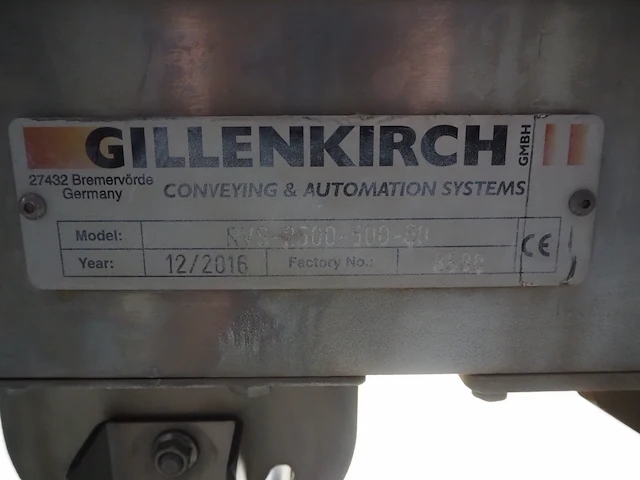 GILLENKIRCH GMBH
27432 Bremervörde
Germany
CONVEYING & AUTOMATION SYSTEMS
Model:
Year: 12/2016 Factory No.:
CE